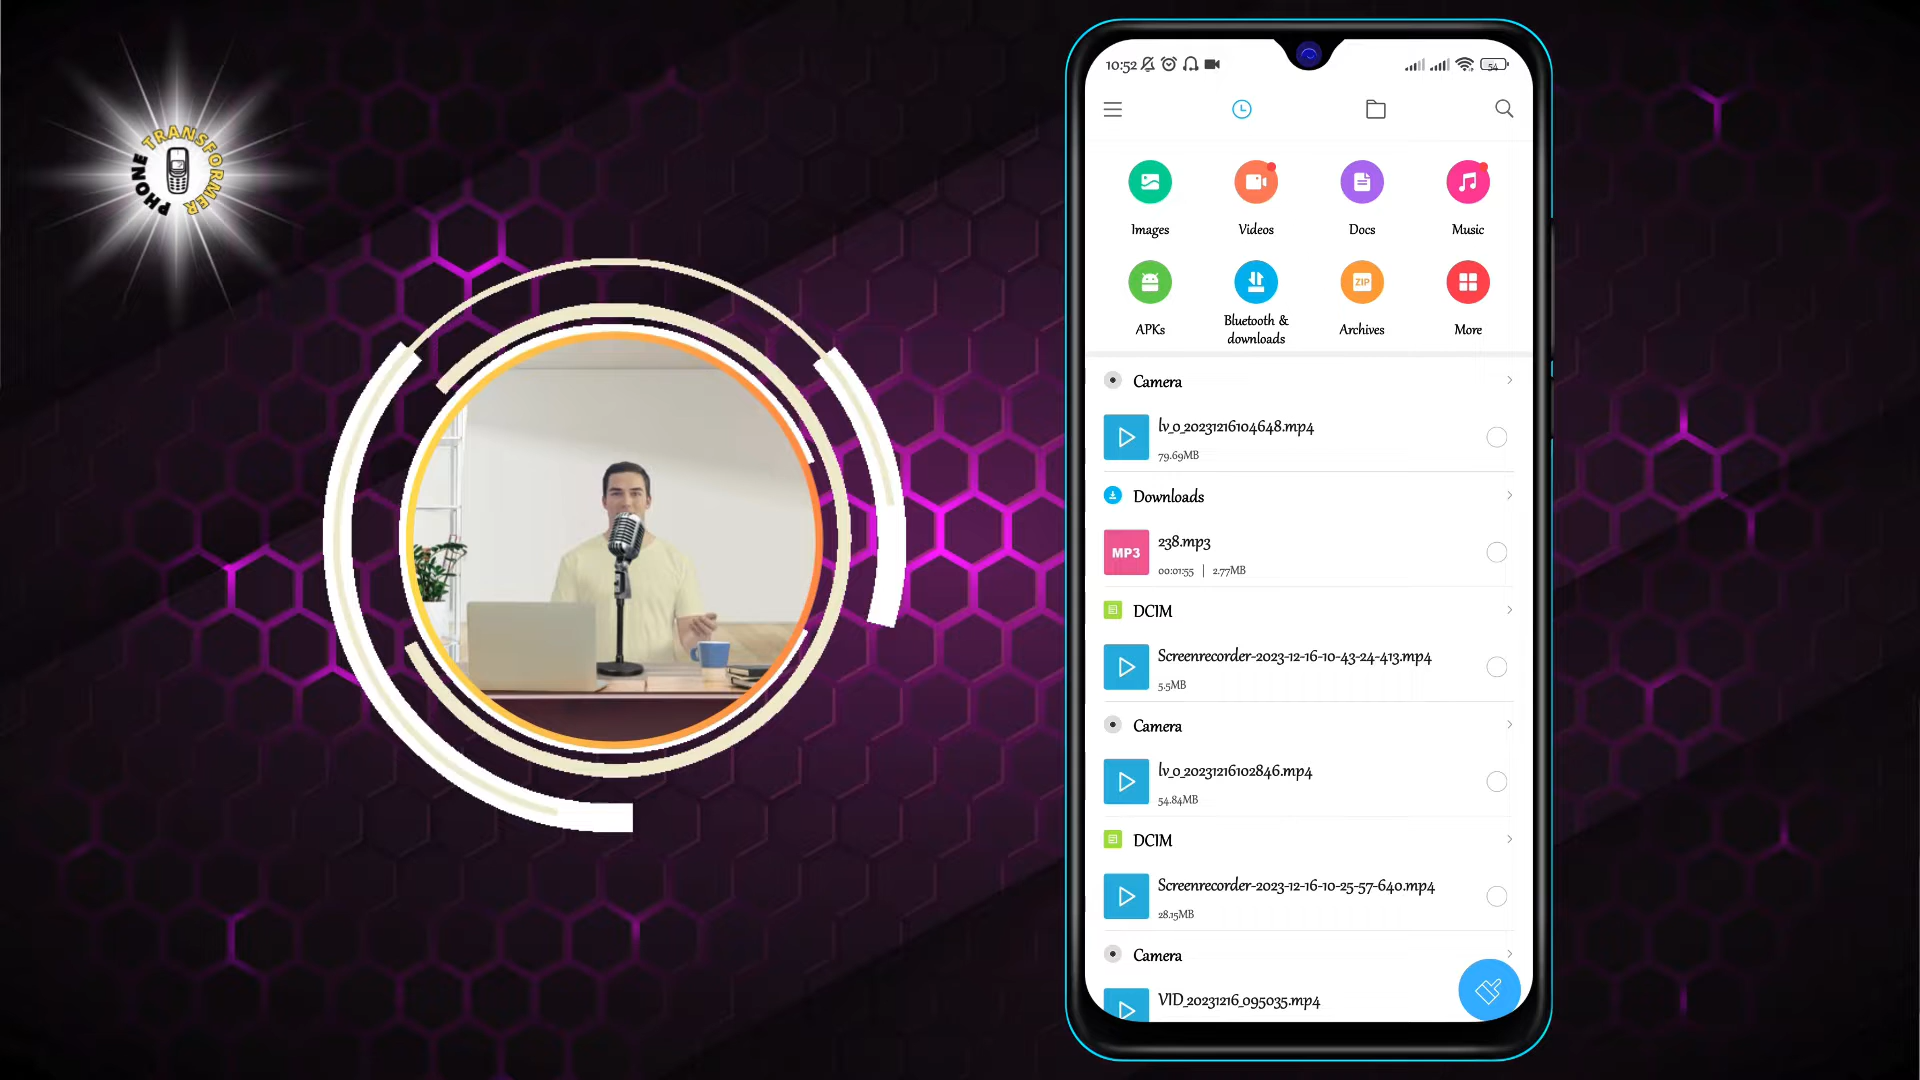 PHONE TRANSFORMER
10:52
54
Images
Videos
Docs
Music
ZIP
APKs
Bluetooth &
downloads
Archives
More
Camera
lv_0_20231216104648.mp4
79.69MB
Downloads
MP3
238.mp3
00:01:55 | 2.77MB
DCIM
Screenrecorder-2023-12-16-10-43-24-413.mp4
5.5MB
Camera
lv_0_20231216102846.mp4
54.84MB
DCIM
Screenrecorder-2023-12-16-10-25-57-640.mp4
28.15MB
Camera
VID_20231216_095035.mp4